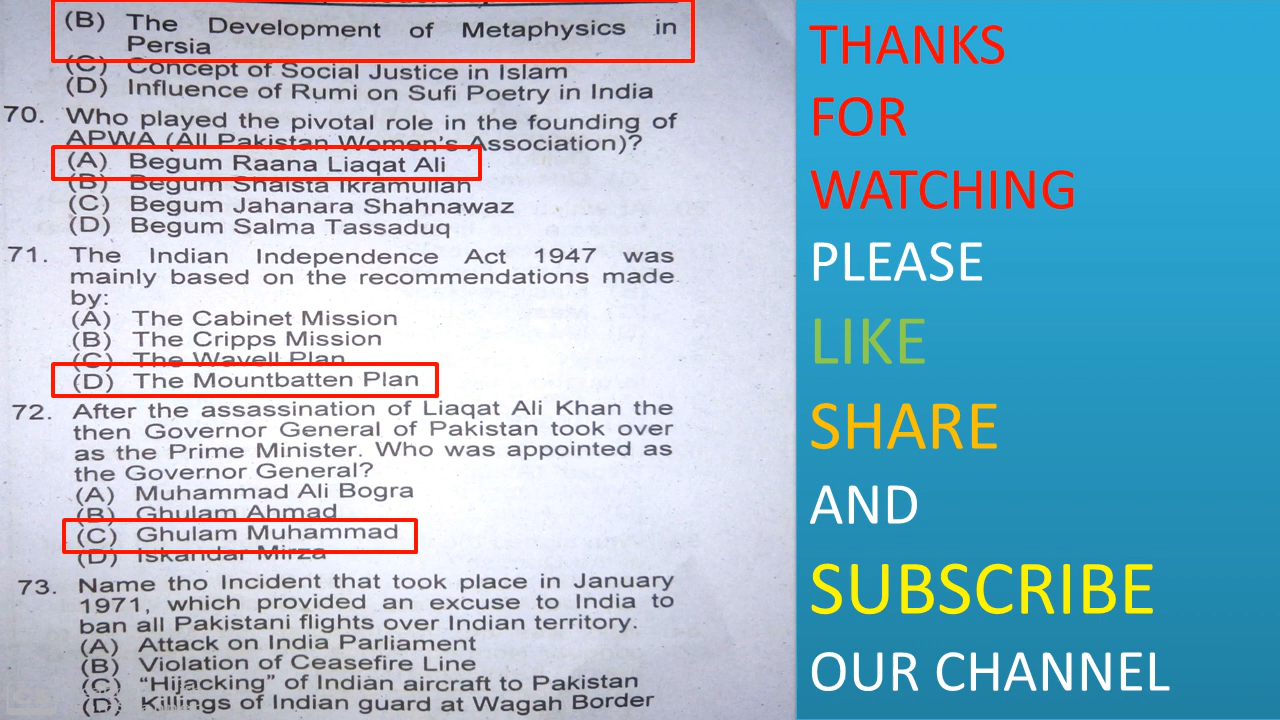 (B) The Development of Metaphysics in
Persia
(C) Concept of Social Justice in Islam
(D) Influence of Rumi on Sufi Poetry in India
70. Who played the pivotal role in the founding of
APWA (All Pakistan Women's Association)?
(A) Begum Raana Liaqat Ali
(B) Begum Shaista Ikramullah
(C) Begum Jahanara Shahnawaz
(D) Begum Salma Tassaduq
71. The Indian Independence Act 1947 was
mainly based on the recommendations made
by:
(A) The Cabinet Mission
(B) The Cripps Mission
(C) The Wavell Plan
(D) The Mountbatten Plan
72. After the assassination of Liaqat Ali Khan the
then Governor General of Pakistan took over
as the Prime Minister. Who was appointed as
the Governor General?
(A) Muhammad Ali Bogra
(B) Ghulam Ahmad
(C) Ghulam Muhammad
(D) Iskandar Mirza
73. Name tho Incident that took place in January
1971, which provided an excuse to India to
ban all Pakistani flights over Indian territory.
(A) Attack on India Parliament
(B) Violation of Ceasefire Line
(C) "Hijacking" of Indian aircraft to Pakistan
(D) Killings of Indian guard at Wagah Border
THANKS
FOR
WATCHING
PLEASE
LIKE
SHARE
AND
SUBSCRIBE
OUR CHANNEL